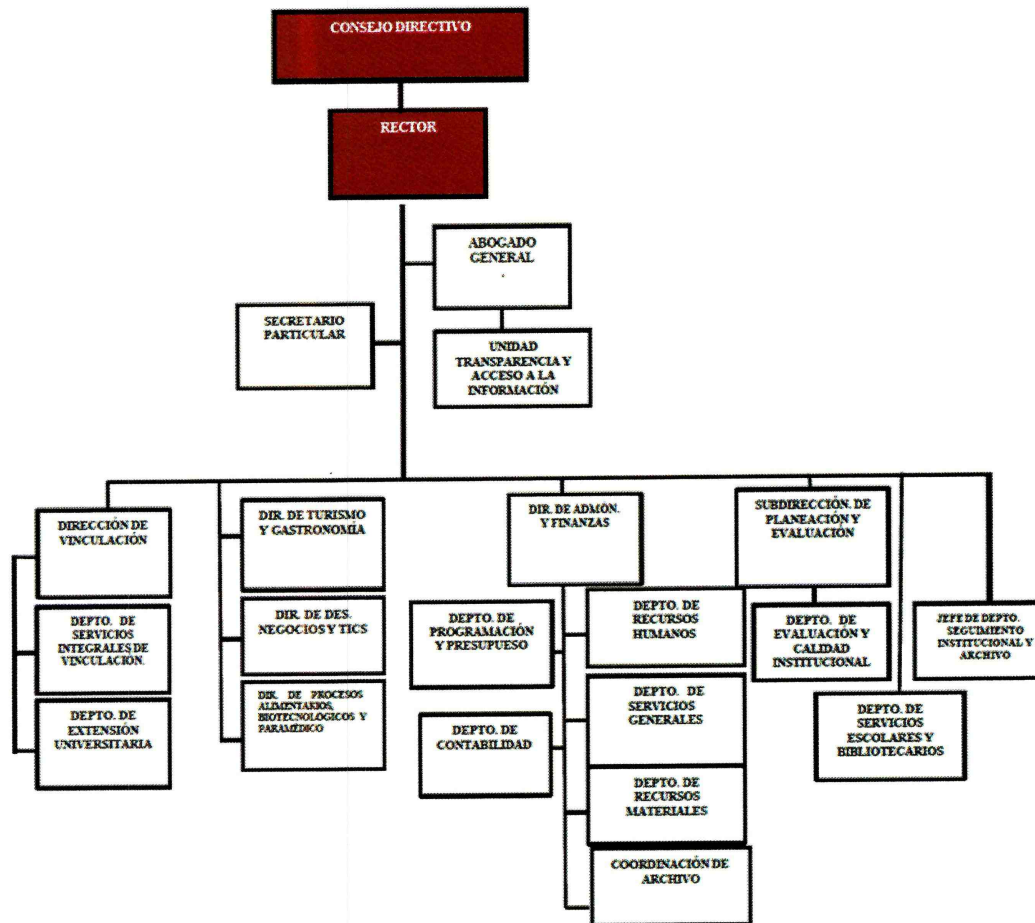 CONSEJO DIRECTIVO
RECTOR
ABOGADO
GENERAL
.
SECRETARIO
PARTICULAR
UNIDAD
TRANSPARENCIA Y
ACCESO A LA
INFORMACIÓN
DIRECCIÓN DE
VINCULACIÓN
DEPTO. DE
SERVICIOS
INTEGRALES DE
VINCULACIÓN.
DEPTO. DE
EXTENSIÓN
UNIVERSITARIA
DIR. DE TURISMO
Y GASTRONOMÍA
DIR. DE DES.
NEGOCIOS Y TICS
DIR. DE PROCESOS
ALIMENTARIOS,
BIOTECNOLOGICOS Y
PARAMÉDICO
DIR. DE ADMÓN.
Y FINANZAS
DEPTO. DE
PROGRAMACIÓN
Y PRESUPUESO
DEPTO. DE
CONTABILIDAD
DEPTO. DE
RECURSOS
HUMANOS
DEPTO. DE
SERVICIOS
GENERALES
DEPTO. DE
RECURSOS
MATERIALES
COORDINACIÓN DE
ARCHIVO
SUBDIRECCIÓN. DE
PLANEACIÓN Y
EVALUACIÓN
DEPTO. DE
EVALUACIÓN Y
CALIDAD
INSTITUCIONAL
DEPTO. DE
SERVICIOS
ESCOLARES Y
BIBLIOTECARIOS
JEFE DE DEPTO.
SEGUIMIENTO
INSTITUCIONAL Y
ARCHIVO